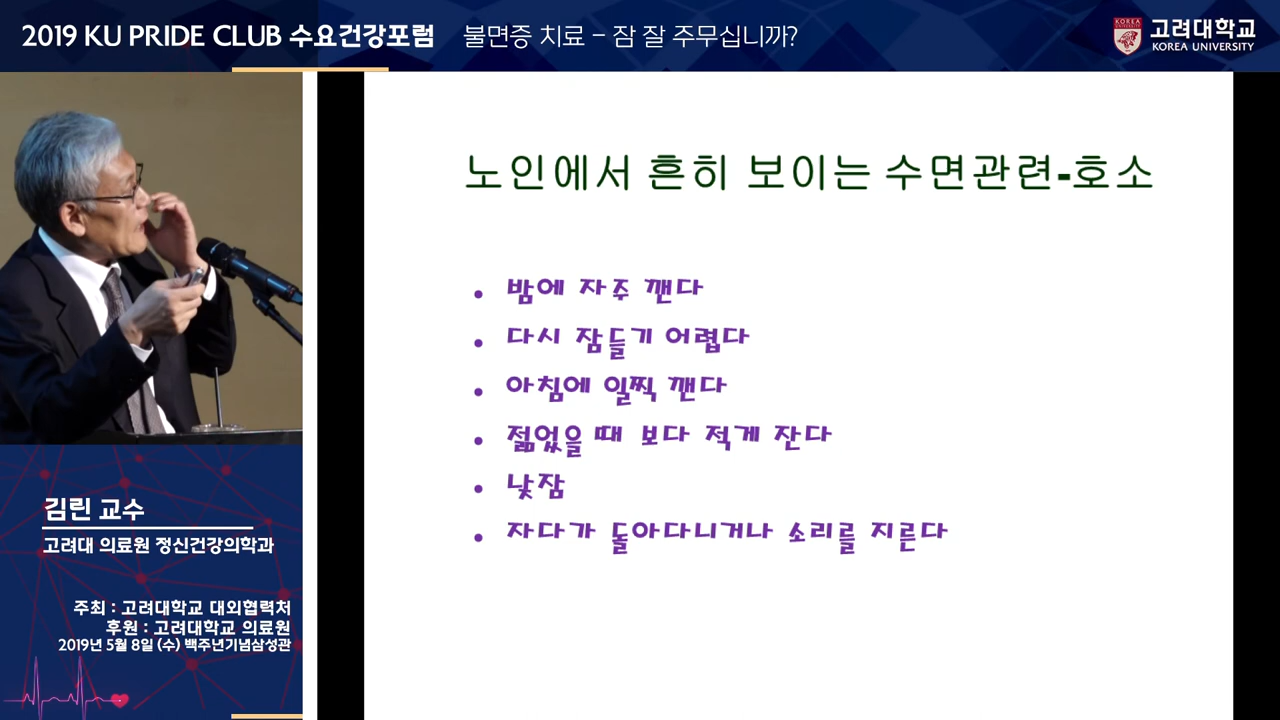 2019 KU PRIDE CLUB 수요건강포럼 불면증 치료 – 잠 잘 주무십니까?
KOREA
고려대학교
KOREA UNIVERSITY
노인에서 흔히 보이는 수면관련-호소
• 밤에 자주 깬다
• 다시 잠들기 어렵다
• 아침에 일찍 깬다
• 젊었을 때 보다 적게 잔다
• 낮잠
• 자다가 돌아다니거나 소리를 지른다
김린 교수
고려대 의료원 정신건강의학과
주최 : 고려대학교 대외협력처
후원 : 고려대학교 의료원
2019년 5월 8일 (수) 백주년기념삼성관